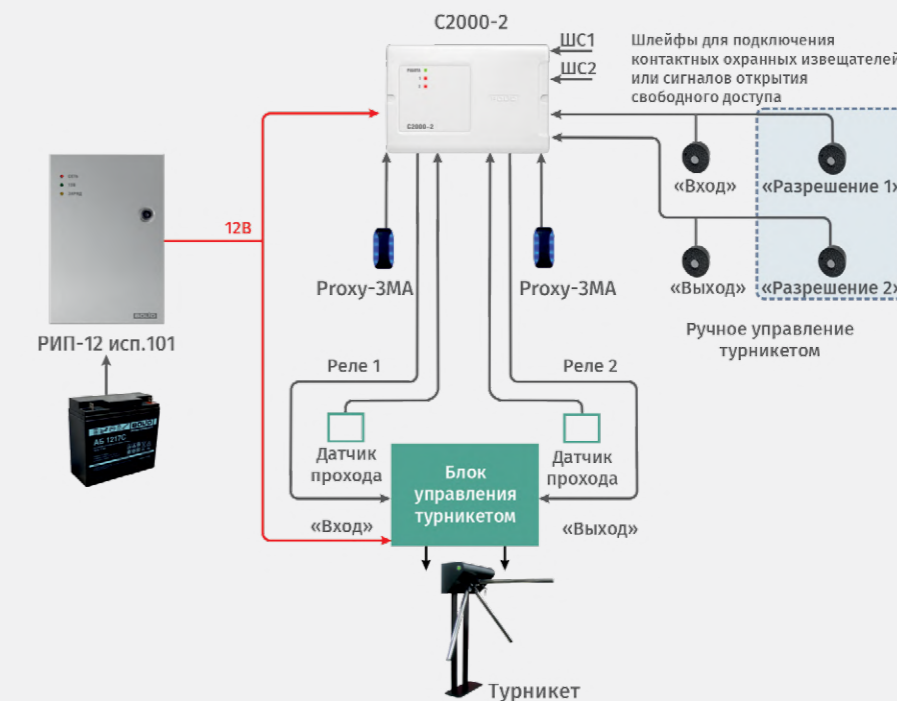 С2000-2
ШС1
ШС2
Шлейфы для подключения
контактных охранных извещателей
или сигналов открытия
свободного доступа
С2000-2
«Вход»
«Разрешение 1»
12В
Proxy-3МА
Proxy-3МА
«Выход»
«Разрешение 2»
Ручное управление
турникетом
РИП-12 исп.101
Реле 1
Реле 2
АБ 1217С
Датчик
прохода
Датчик
прохода
Блок
управления
турникетом
«Вход»
«Выход»
Турникет